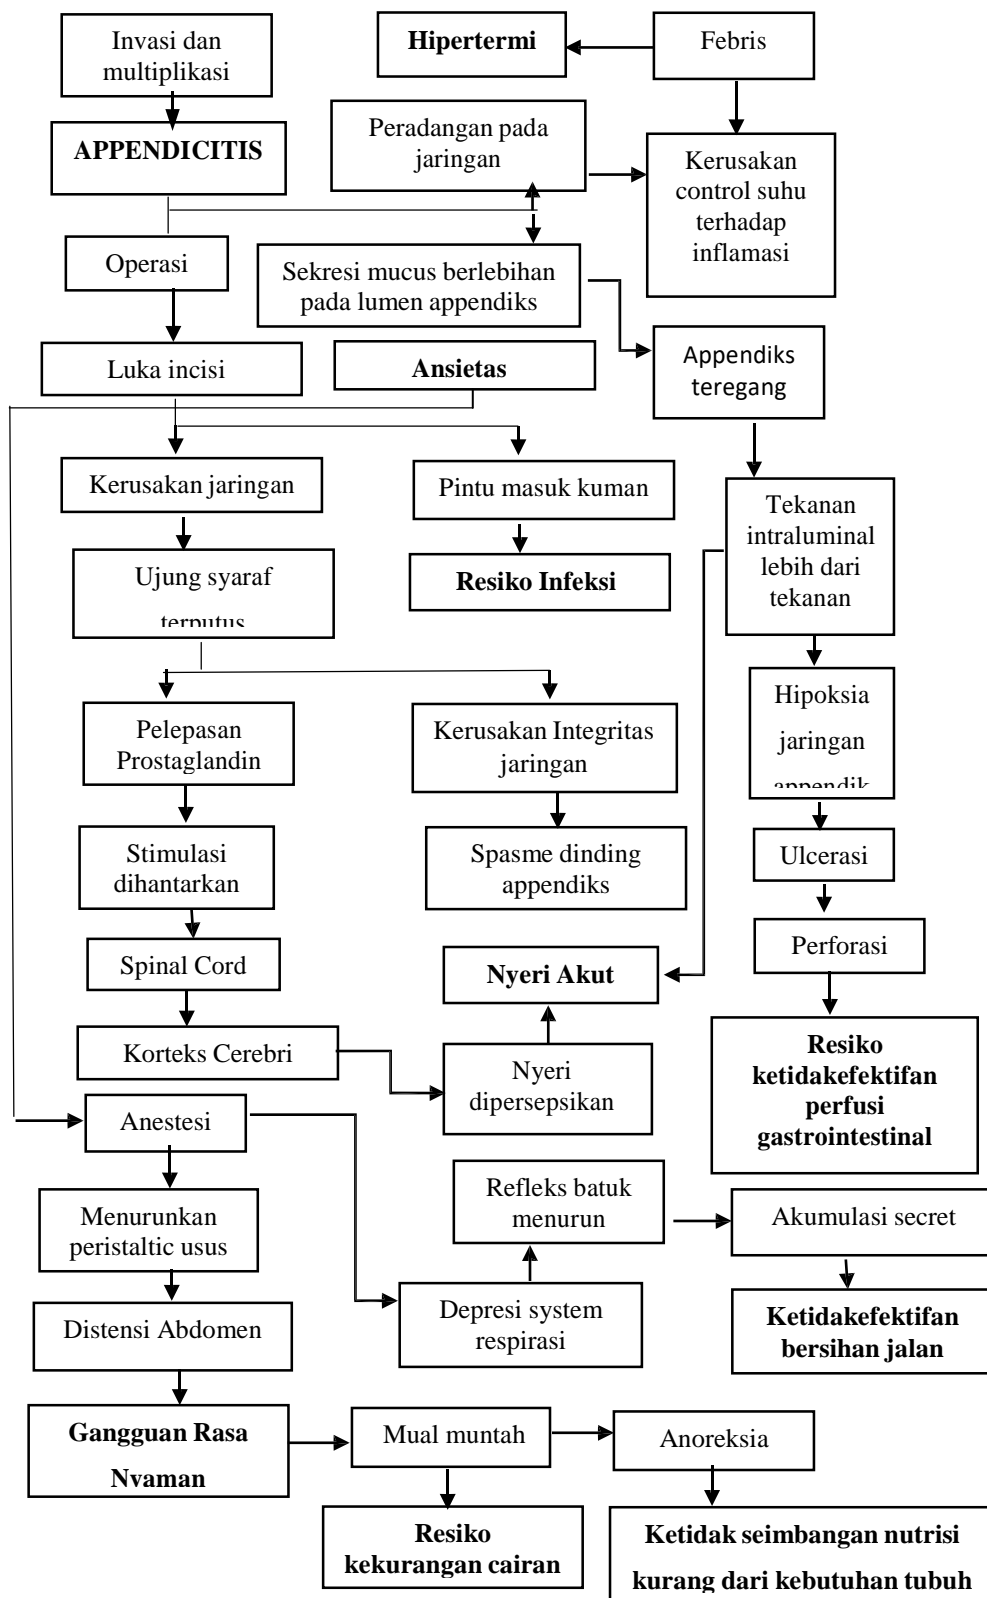 Invasi dan
multiplikasi
Hipertermi
Febris
Peradangan pada
jaringan
APPENDICITIS
Kerusakan
control suhu
terhadap
inflamasi
Operasi
Sekresi mucus berlebihan
pada lumen appendiks
Luka incisi
Ansietas
Appendiks
teregang
Kerusakan jaringan
Pintu masuk kuman
Tekanan
intraluminal
lebih dari
tekanan
Ujung syaraf
terputus
Resiko Infeksi
Pelepasan
Prostaglandin
Kerusakan Integritas
jaringan
Hipoksia
jaringan
appendik
Stimulasi
dihantarkan
Spasme dinding
appendiks
Ulcerasi
Spinal Cord
Nyeri Akut
Perforasi
Korteks Cerebri
Nyeri
dipersepsikan
Resiko
ketidakefektifan
perfusi
gastrointestinal
Anestesi
Menurunkan
peristaltic usus
Refleks batuk
menurun
Akumulasi secret
Distensi Abdomen
Depresi system
respirasi
Ketidakefektifan
bersihan jalan
Gangguan Rasa
Nyaman
Mual muntah
Anoreksia
Resiko
kekurangan cairan
Ketidak seimbangan nutrisi
kurang dari kebutuhan tubuh